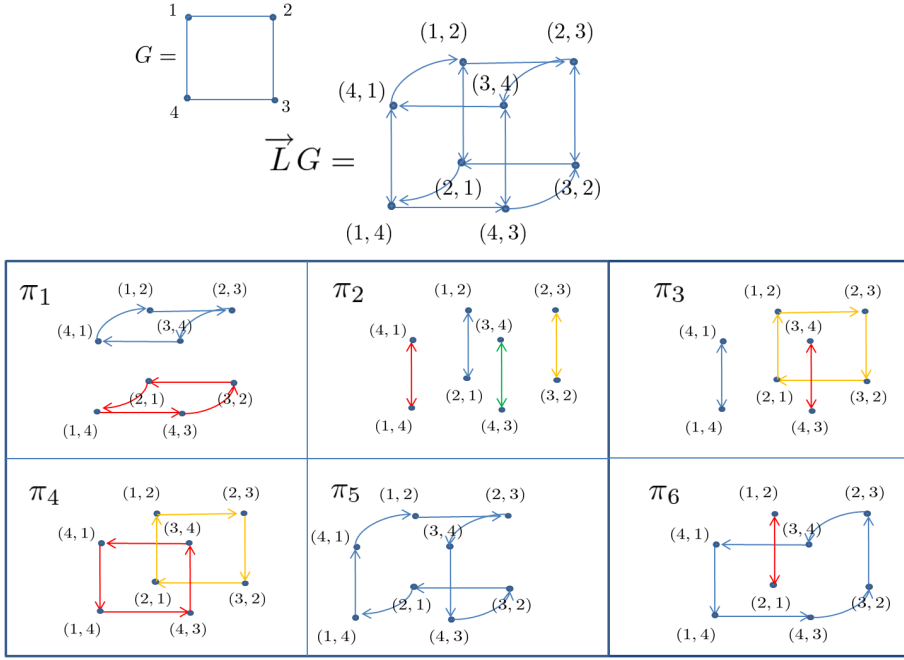 1 2
G =
4 3
(1, 2) (2, 3)
(4, 1) (3, 4)
\overrightarrow{L} G =
(2, 1) (3, 2)
(1, 4) (4, 3)
π₁
(1, 2) (2, 3)
(4, 1) (3, 4)
(2, 1) (3, 2)
(1, 4) (4, 3)
π₂
(1, 2) (2, 3)
(4, 1) (3, 4)
(2, 1) (3, 2)
(1, 4) (4, 3)
π₃
(1, 2) (2, 3)
(4, 1) (3, 4)
(2, 1) (3, 2)
(1, 4) (4, 3)
π₄
(1, 2) (2, 3)
(4, 1) (3, 4)
(2, 1) (3, 2)
(1, 4) (4, 3)
π₅
(1, 2) (2, 3)
(4, 1) (3, 4)
(2, 1) (3, 2)
(1, 4) (4, 3)
π₆
(1, 2) (2, 3)
(4, 1) (3, 4)
(2, 1) (3, 2)
(1, 4) (4, 3)